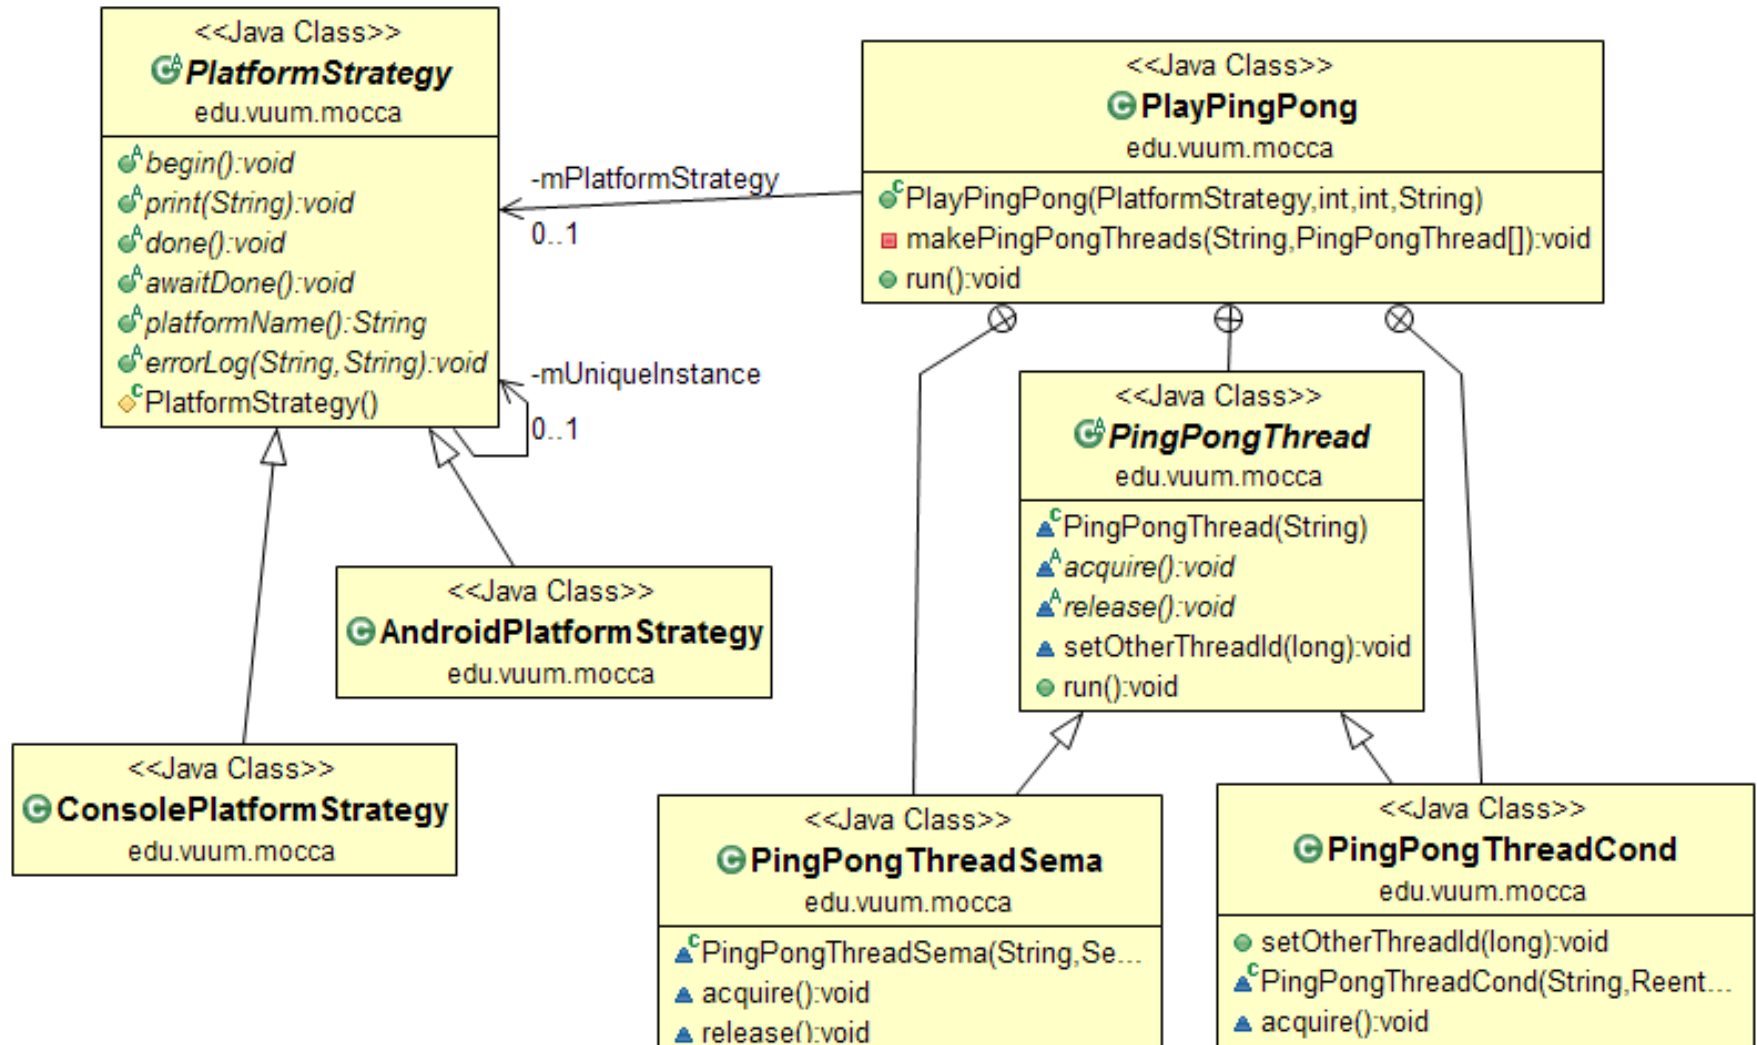 <<Java Class>>
PlatformStrategy
edu.vuum.mocca
begin():void
print(String):void
done():void
awaitDone():void
platformName():String
errorLog(String,String):void
PlatformStrategy()
-mPlatformStrategy
0..1
-mUniqueInstance
0..1
<<Java Class>>
PlayPingPong
edu.vuum.mocca
PlayPingPong(PlatformStrategy,int,int,String)
makePingPongThreads(String,PingPongThread[]):void
run():void
<<Java Class>>
PingPongThread
edu.vuum.mocca
PingPongThread(String)
acquire():void
release():void
setOtherThreadId(long):void
run():void
<<Java Class>>
AndroidPlatformStrategy
edu.vuum.mocca
<<Java Class>>
ConsolePlatformStrategy
edu.vuum.mocca
<<Java Class>>
PingPongThreadSema
edu.vuum.mocca
PingPongThreadSema(String,Se...
acquire():void
release():void
<<Java Class>>
PingPongThreadCond
edu.vuum.mocca
setOtherThreadId(long):void
PingPongThreadCond(String,Reent...
acquire():void